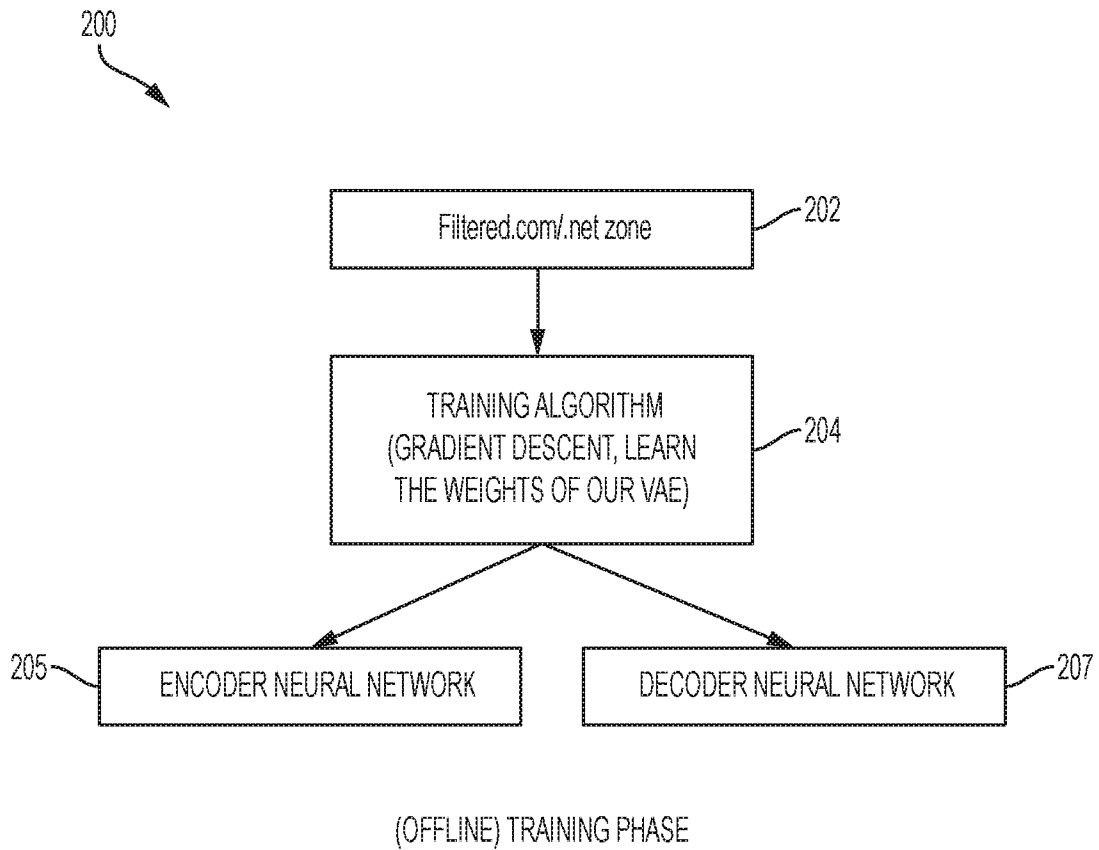 200
Filtered.com/.net zone
202
TRAINING ALGORITHM
(GRADIENT DESCENT, LEARN
THE WEIGHTS OF OUR VAE)
204
205
ENCODER NEURAL NETWORK
DECODER NEURAL NETWORK
207
(OFFLINE) TRAINING PHASE